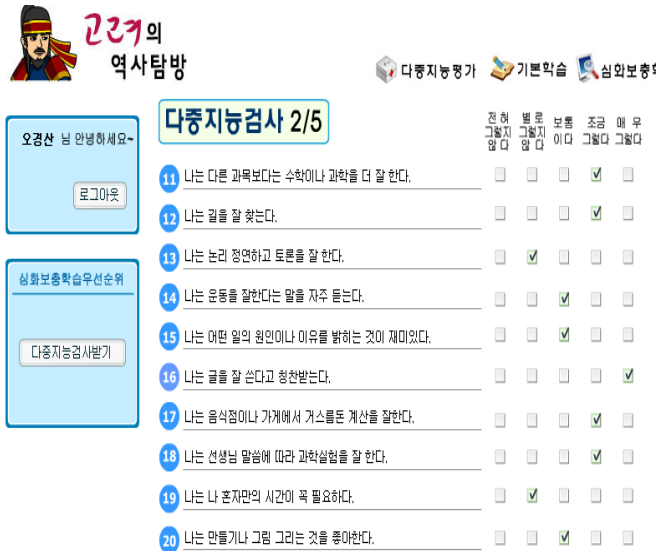 고려의
역사탐방
다중지능평가 기본학습 심화보충학
오경산 님 안녕하세요~
로그아웃
심화보충학습우선순위
다중지능검사받기
다중지능검사 2/5
전혀 그렇지 않다
별로 그렇지 않다
보통이다
조금 그렇다
매우 그렇다
11 나는 다른 과목보다는 수학이나 과학을 더 잘 한다.
12 나는 길을 잘 찾는다.
13 나는 논리 정연하고 토론을 잘 한다.
14 나는 운동을 잘한다는 말을 자주 듣는다.
15 나는 어떤 일의 원인이나 이유를 밝히는 것이 재미있다.
16 나는 글을 잘 쓴다고 칭찬받는다.
17 나는 음식점이나 가게에서 거스름돈 계산을 잘한다.
18 나는 선생님 말씀에 따라 과학실험을 잘 한다.
19 나는 나 혼자만의 시간이 꼭 필요하다.
20 나는 만들기나 그림 그리는 것을 좋아한다.